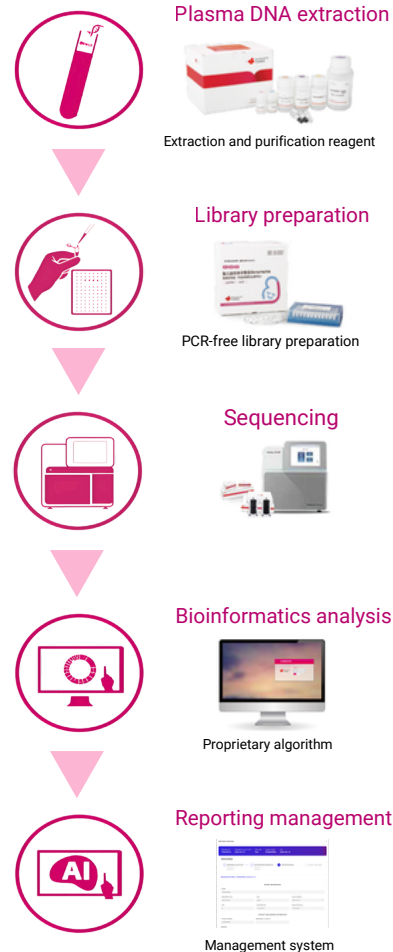 Plasma DNA extraction
Extraction and purification reagent
Library preparation
PCR-free library preparation
Sequencing
Bioinformatics analysis
Proprietary algorithm
AI
Reporting management
Management system